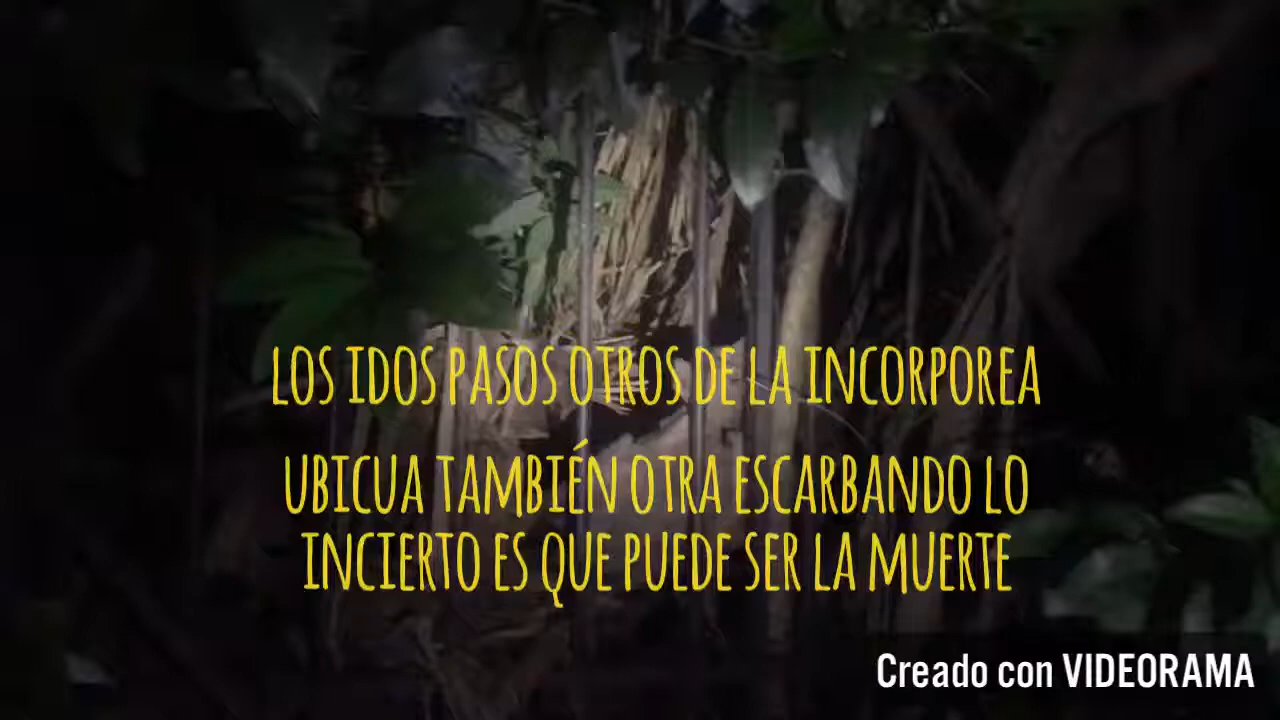 LOS IDOS PASOS OTROS DE LA INCORPOREA
UBICUA TAMBIÉN OTRA ESCARBANDO LO
INCIERTO ES QUE PUEDE SER LA MUERTE
Creado con VIDEORAMA